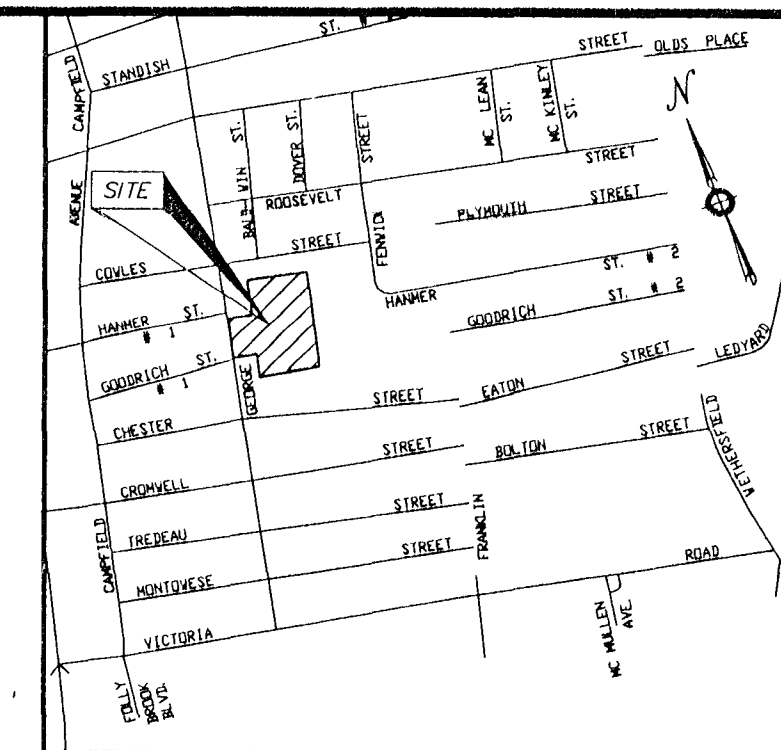 ST. #
STREET
OLDS PLACE
CAMPFIELD
STANDISH
MC LEAN
ST.
MC KINLEY
ST.
N
AVENUE
SITE
ST.
DOVER ST.
STREET
STREET
ROOSEVELT
PLYMOUTH STREET
STREET
FENWICK
COWLES
ST. # 2
HANMER
HANMER ST.
# 1
GOODRICH ST. # 2
GOODRICH ST.
# 1
GEORGE
STREET
LEDYARD
STREET
EATON
CHESTER
STREET
BOLTON STREET
WETHERSFIELD
CROMWELL
STREET
FRANKLIN
TREDEAU
STREET
ROAD
CAMPFIELD
MONTOWESE
VICTORIA
MC MULLEN
AVE.
FOLLY
BROOK
BLVD.